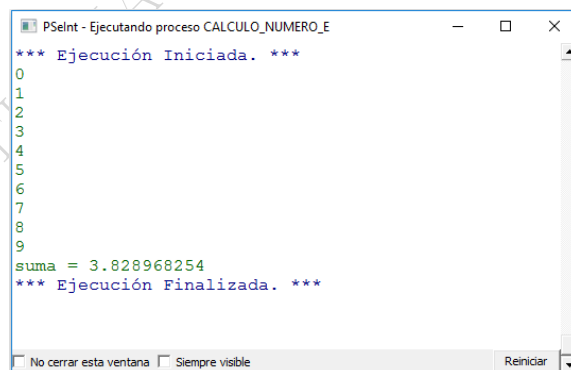 PSeInt - Ejecutando proceso CALCULO_NUMERO_E
*** Ejecución Iniciada. ***
0
1
2
3
4
5
6
7
8
9
suma = 3.828968254
*** Ejecución Finalizada. ***
No cerrar esta ventana Siempre visible Reiniciar